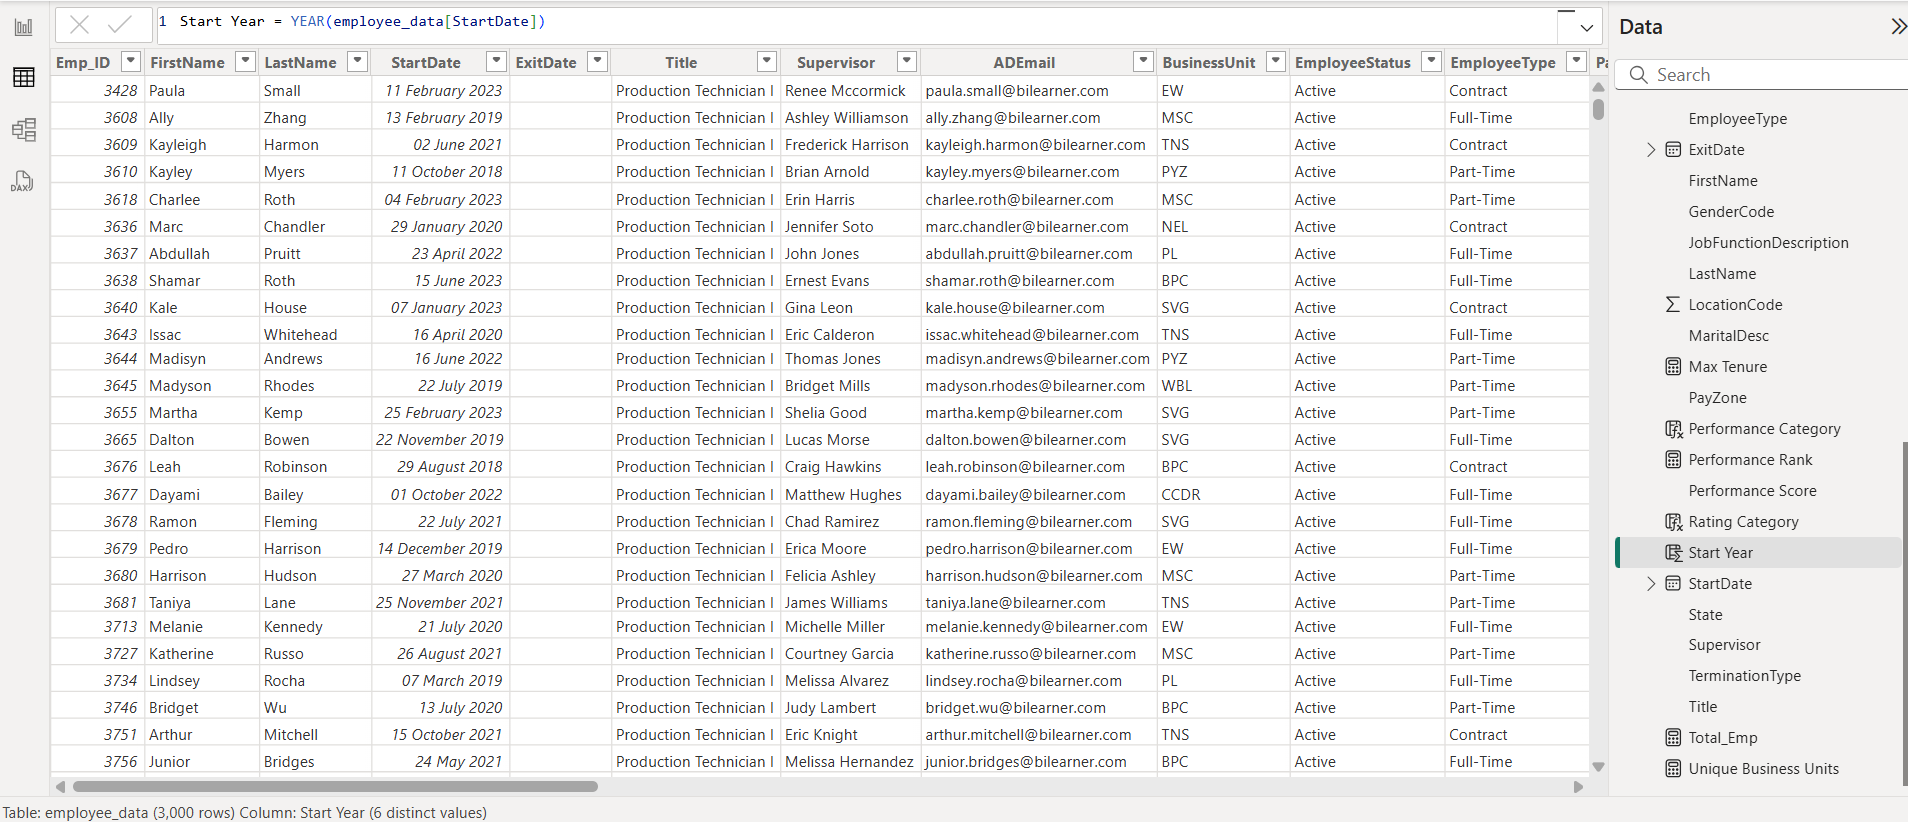 1 Start Year = YEAR(employee_data[StartDate])
Emp_ID FirstName LastName StartDate ExitDate Title Supervisor ADEmail BusinessUnit EmployeeStatus EmployeeType Pa
3428 Paula Small 11 February 2023 Production Technician I Renee Mccormick paula.small@bilearner.com EW Active Contract
3608 Ally Zhang 13 February 2019 Production Technician I Ashley Williamson ally.zhang@bilearner.com MSC Active Full-Time
3609 Kayleigh Harmon 02 June 2021 Production Technician I Frederick Harrison kayleigh.harmon@bilearner.com TNS Active Contract
3610 Kayley Myers 11 October 2018 Production Technician I Brian Arnold kayley.myers@bilearner.com PYZ Active Part-Time
3618 Charlee Roth 04 February 2023 Production Technician I Erin Harris charlee.roth@bilearner.com MSC Active Part-Time
3636 Marc Chandler 29 January 2020 Production Technician I Jennifer Soto marc.chandler@bilearner.com NEL Active Contract
3637 Abdullah Pruitt 23 April 2022 Production Technician I John Jones abdullah.pruitt@bilearner.com PL Active Full-Time
3638 Shamar Roth 15 June 2023 Production Technician I Ernest Evans shamar.roth@bilearner.com BPC Active Full-Time
3640 Kale House 07 January 2023 Production Technician I Gina Leon kale.house@bilearner.com SVG Active Contract
3643 Issac Whitehead 16 April 2020 Production Technician I Eric Calderon issac.whitehead@bilearner.com TNS Active Full-Time
3644 Madisyn Andrews 16 June 2022 Production Technician I Thomas Jones madisyn.andrews@bilearner.com PYZ Active Part-Time
3645 Madyson Rhodes 22 July 2019 Production Technician I Bridget Mills madyson.rhodes@bilearner.com WBL Active Part-Time
3655 Martha Kemp 25 February 2023 Production Technician I Shelia Good martha.kemp@bilearner.com SVG Active Part-Time
3665 Dalton Bowen 22 November 2019 Production Technician I Lucas Morse dalton.bowen@bilearner.com SVG Active Full-Time
3676 Leah Robinson 29 August 2018 Production Technician I Craig Hawkins leah.robinson@bilearner.com BPC Active Contract
3677 Dayami Bailey 01 October 2022 Production Technician I Matthew Hughes dayami.bailey@bilearner.com CCDR Active Full-Time
3678 Ramon Fleming 22 July 2021 Production Technician I Chad Ramirez ramon.fleming@bilearner.com SVG Active Full-Time
3679 Pedro Harrison 14 December 2019 Production Technician I Erica Moore pedro.harrison@bilearner.com EW Active Full-Time
3680 Harrison Hudson 27 March 2020 Production Technician I Felicia Ashley harrison.hudson@bilearner.com MSC Active Part-Time
3681 Taniya Lane 25 November 2021 Production Technician I James Williams taniya.lane@bilearner.com TNS Active Part-Time
3713 Melanie Kennedy 21 July 2020 Production Technician I Michelle Miller melanie.kennedy@bilearner.com EW Active Full-Time
3727 Katherine Russo 26 August 2021 Production Technician I Courtney Garcia katherine.russo@bilearner.com MSC Active Part-Time
3734 Lindsey Rocha 07 March 2019 Production Technician I Melissa Alvarez lindsey.rocha@bilearner.com PL Active Full-Time
3746 Bridget Wu 13 July 2020 Production Technician I Judy Lambert bridget.wu@bilearner.com BPC Active Part-Time
3751 Arthur Mitchell 15 October 2021 Production Technician I Eric Knight arthur.mitchell@bilearner.com TNS Active Contract
3756 Junior Bridges 24 May 2021 Production Technician I Melissa Hernandez junior.bridges@bilearner.com BPC Active Full-Time
Table: employee_data (3,000 rows) Column: Start Year (6 distinct values)
DAX
Data
Search
EmployeeType
ExitDate
FirstName
GenderCode
JobFunctionDescription
LastName
LocationCode
MaritalDesc
Max Tenure
PayZone
Performance Category
Performance Rank
Performance Score
Rating Category
Start Year
StartDate
State
Supervisor
TerminationType
Title
Total_Emp
Unique Business Units